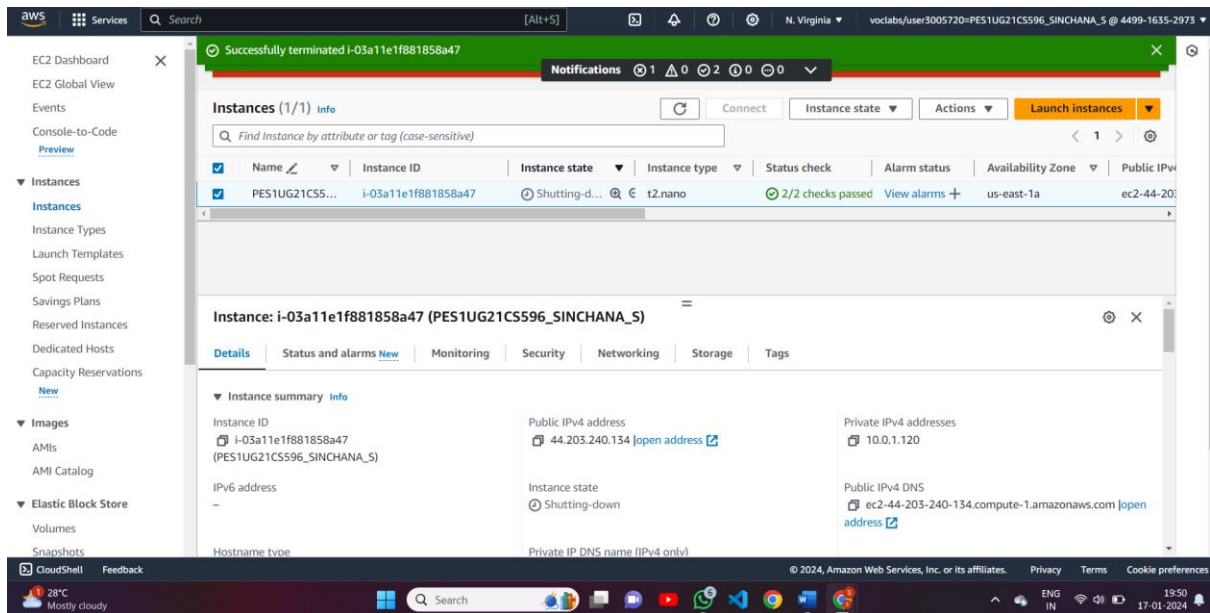 aws Services Search [Alt+S] N. Virginia ▼ voclabs/user3005720=PES1UG21CS596_SINCHANA_S @ 4499-1635-2973 ▼
EC2 Dashboard
EC2 Global View
Events
Console-to-Code
Preview
▼ Instances
Instances
Instance Types
Launch Templates
Spot Requests
Savings Plans
Reserved Instances
Dedicated Hosts
Capacity Reservations
New
▼ Images
AMIs
AMI Catalog
▼ Elastic Block Store
Volumes
Snapshots
Successfully terminated i-03a11e1f881858a47
Notifications 1 0 2 0 0
Instances (1/1) Info Connect Instance state ▼ Actions ▼ Launch instances ▼
Find Instance by attribute or tag (case-sensitive) < 1 >
Name Instance ID Instance state ▼ Instance type Status check Alarm status Availability Zone Public IPv4
PES1UG21CS5... i-03a11e1f881858a47 Shutting-d... t2.nano 2/2 checks passed View alarms + us-east-1a ec2-44-203
Instance: i-03a11e1f881858a47 (PES1UG21CS596_SINCHANA_S)
Details Status and alarms New Monitoring Security Networking Storage Tags
▼ Instance summary Info
Instance ID
i-03a11e1f881858a47
(PES1UG21CS596_SINCHANA_S)
Public IPv4 address
44.203.240.134 |open address
Private IPv4 addresses
10.0.1.120
IPv6 address
–
Instance state
Shutting-down
Public IPv4 DNS
ec2-44-203-240-134.compute-1.amazonaws.com |open
address
Hostname type Private IP DNS name (IPv4 only)
CloudShell Feedback © 2024, Amazon Web Services, Inc. or its affiliates. Privacy Terms Cookie preferences
28°C
Mostly cloudy
Search
ENG
IN
19:50
17-01-2024